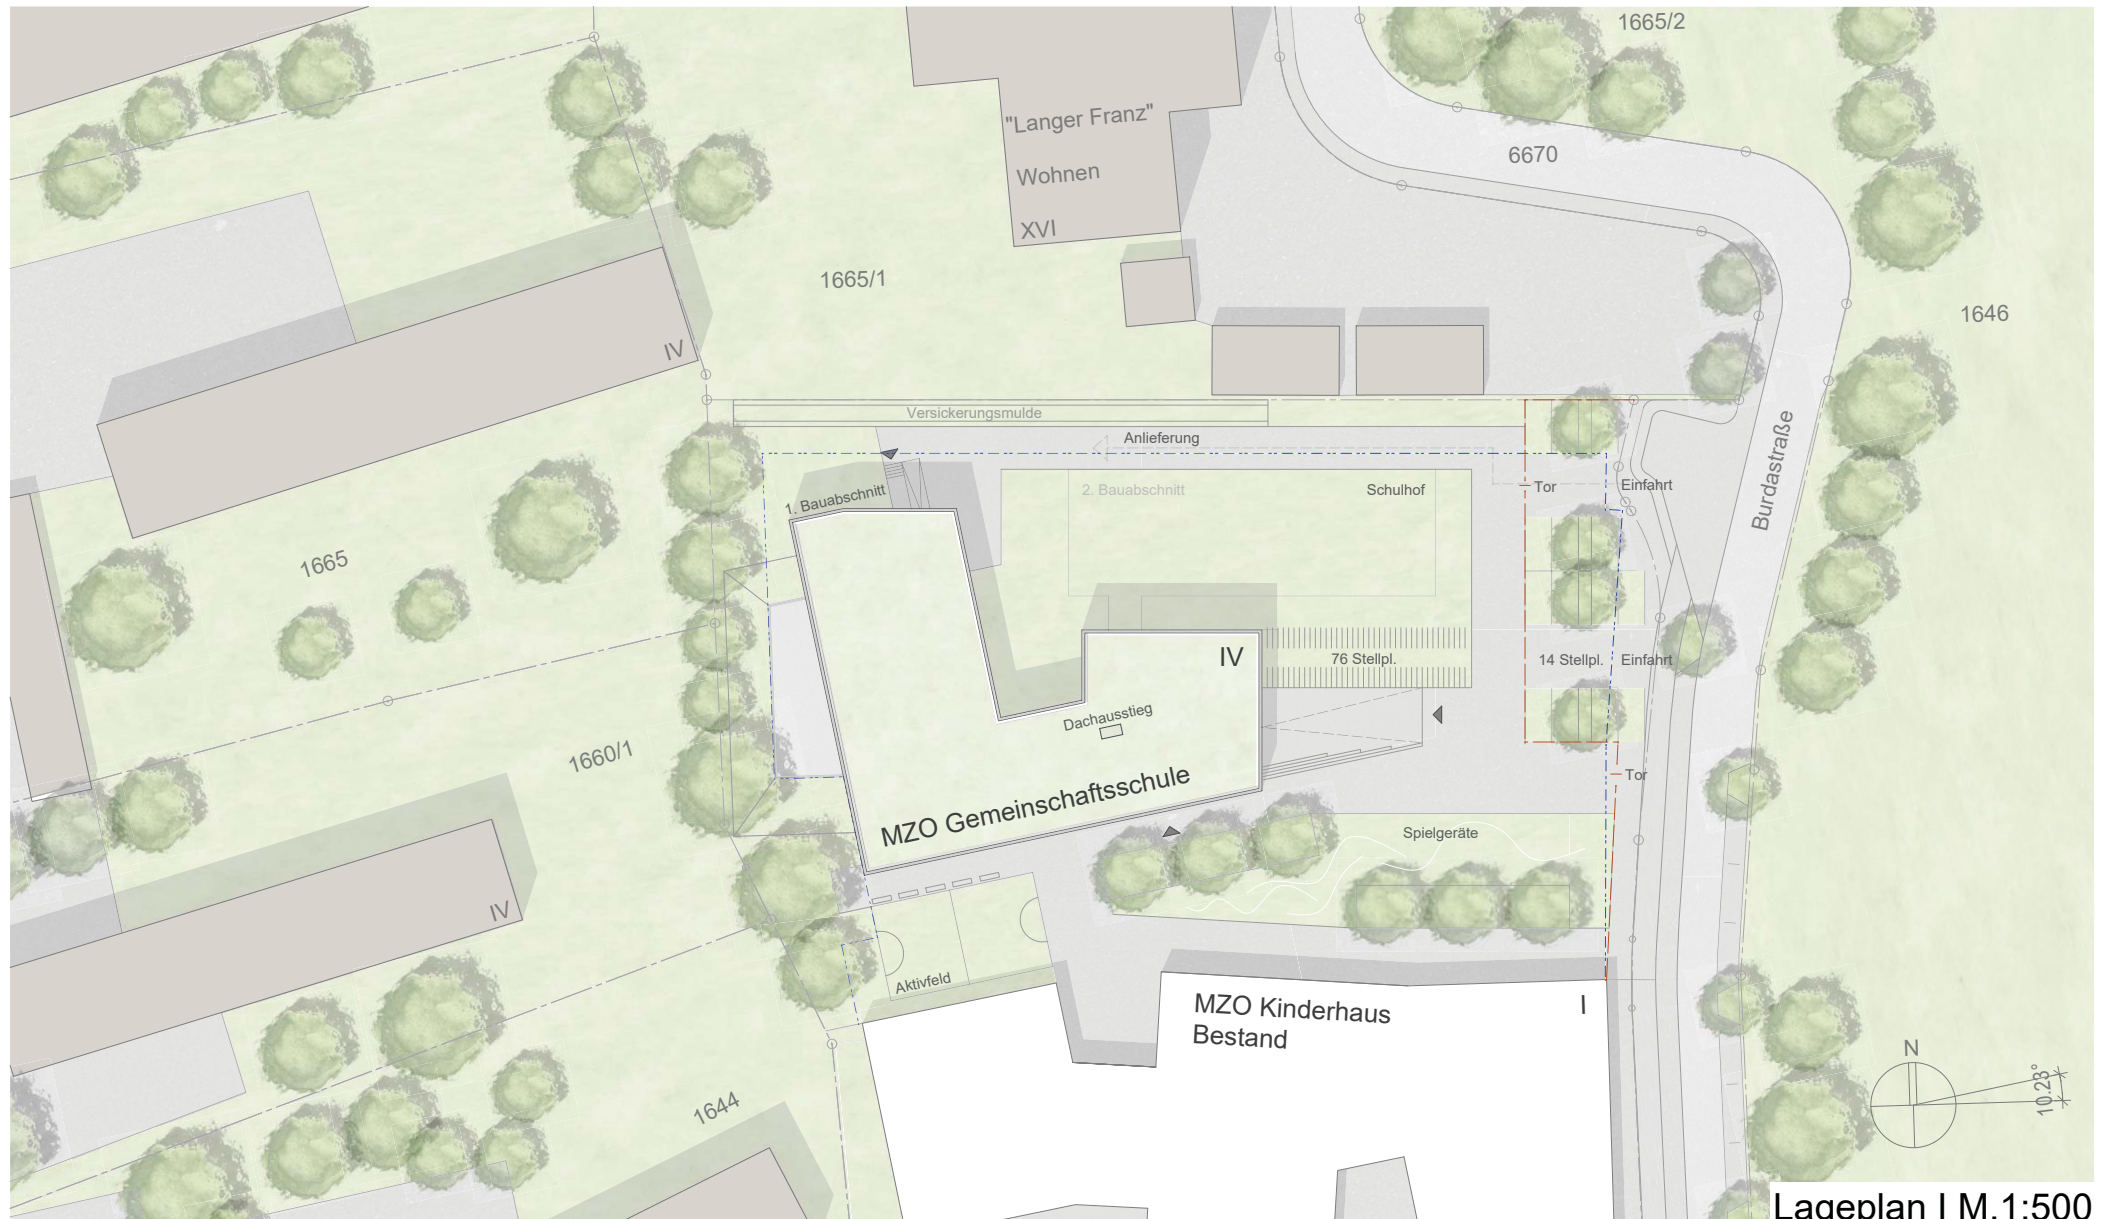 1665/2
"Langer Franz"
Wohnen
XVI
6670
1665/1
1646
IV
Versickerungsmulde
Anlieferung
Burdastraße
1. Bauabschnitt
2. Bauabschnitt
Schulhof
Tor
Einfahrt
1665
IV
76 Stellpl.
14 Stellpl.
Einfahrt
Dachausstieg
1660/1
MZO Gemeinschaftsschule
Tor
Spielgeräte
IV
Aktivfeld
MZO Kinderhaus
Bestand
I
N
10.23°
1644
Lageplan I M.1:500